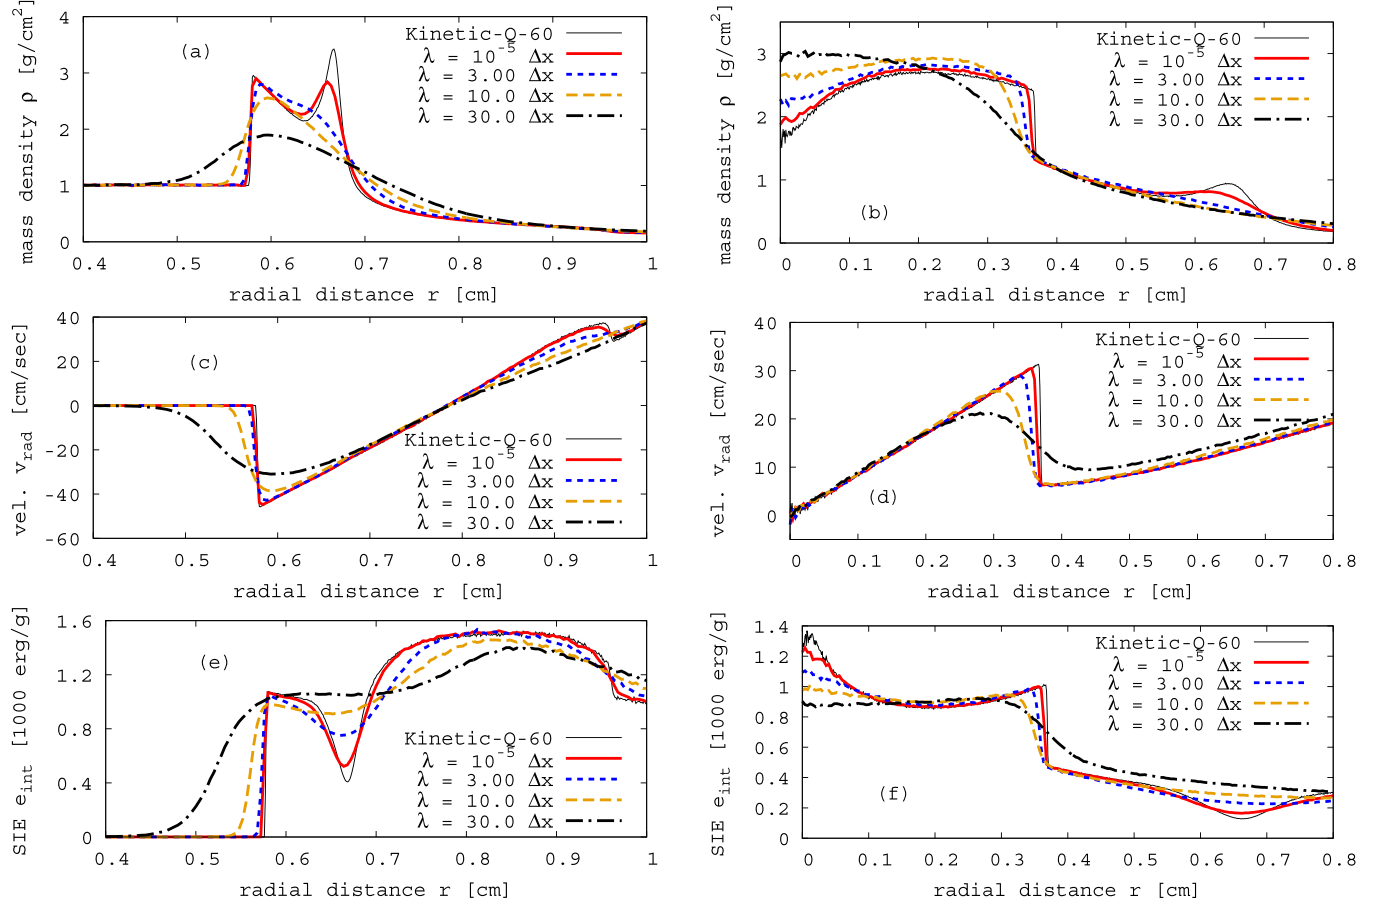 mass density ρ [g/cm²]
4
3
2
1
0
(a)
Kinetic-Q-60
λ = 10⁻⁵ Δx
λ = 3.00 Δx
λ = 10.0 Δx
λ = 30.0 Δx
0.4 0.5 0.6 0.7 0.8 0.9 1
radial distance r [cm]
mass density ρ [g/cm²]
3
2
1
0
(b)
Kinetic-Q-60
λ = 10⁻⁵ Δx
λ = 3.00 Δx
λ = 10.0 Δx
λ = 30.0 Δx
0 0.1 0.2 0.3 0.4 0.5 0.6 0.7 0.8
radial distance r [cm]
vel. v_rad [cm/sec]
40
20
0
-20
-40
-60
(c)
Kinetic-Q-60
λ = 10⁻⁵ Δx
λ = 3.00 Δx
λ = 10.0 Δx
λ = 30.0 Δx
0.4 0.5 0.6 0.7 0.8 0.9 1
radial distance r [cm]
vel. v_rad [cm/sec]
40
30
20
10
0
(d)
Kinetic-Q-60
λ = 10⁻⁵ Δx
λ = 3.00 Δx
λ = 10.0 Δx
λ = 30.0 Δx
0 0.1 0.2 0.3 0.4 0.5 0.6 0.7 0.8
radial distance r [cm]
SIE e_int [1000 erg/g]
1.6
1.2
0.8
0.4
0
(e)
Kinetic-Q-60
λ = 10⁻⁵ Δx
λ = 3.00 Δx
λ = 10.0 Δx
λ = 30.0 Δx
0.4 0.5 0.6 0.7 0.8 0.9 1
radial distance r [cm]
SIE e_int [1000 erg/g]
1.4
1.2
1
0.8
0.6
0.4
0.2
0
(f)
Kinetic-Q-60
λ = 10⁻⁵ Δx
λ = 3.00 Δx
λ = 10.0 Δx
λ = 30.0 Δx
0 0.1 0.2 0.3 0.4 0.5 0.6 0.7 0.8
radial distance r [cm]